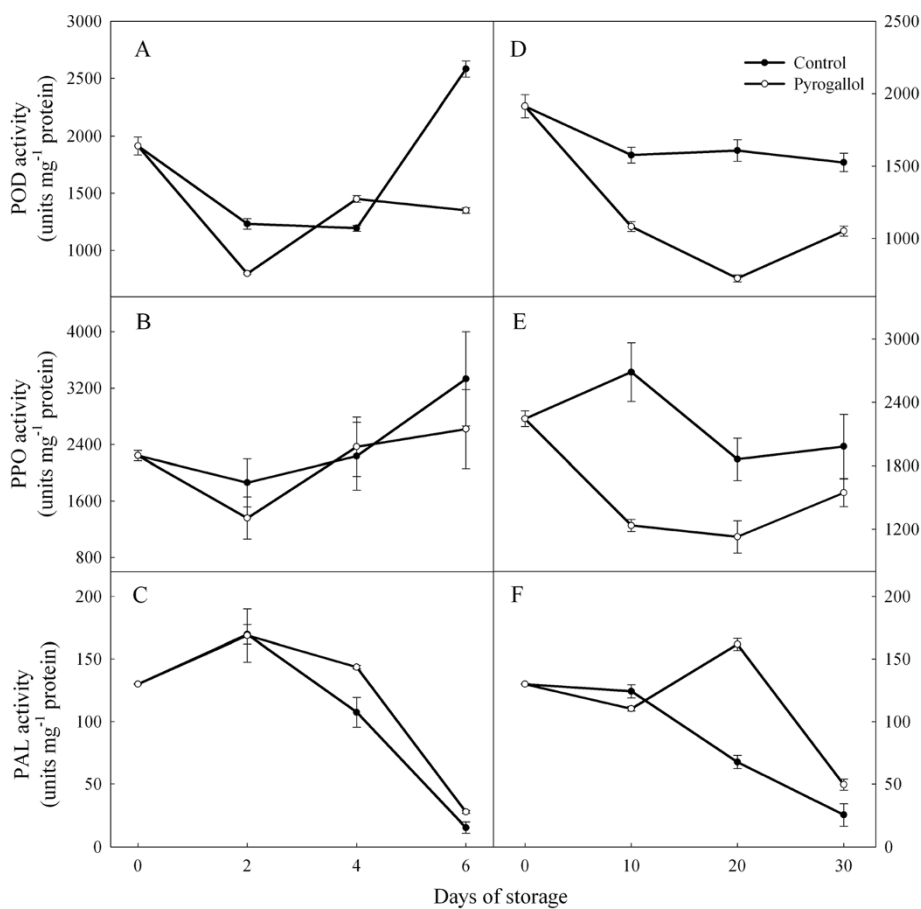 A
D
Control
Pyrogallol
POD activity
(units mg-1 protein)
3000
2500
2000
1500
1000
2500
2000
1500
1000
B
E
PPO activity
(units mg-1 protein)
4000
3200
2400
1600
800
3000
2400
1800
1200
C
F
PAL activity
(units mg-1 protein)
200
150
100
50
0
200
150
100
50
0
0 2 4 6 0 10 20 30
Days of storage